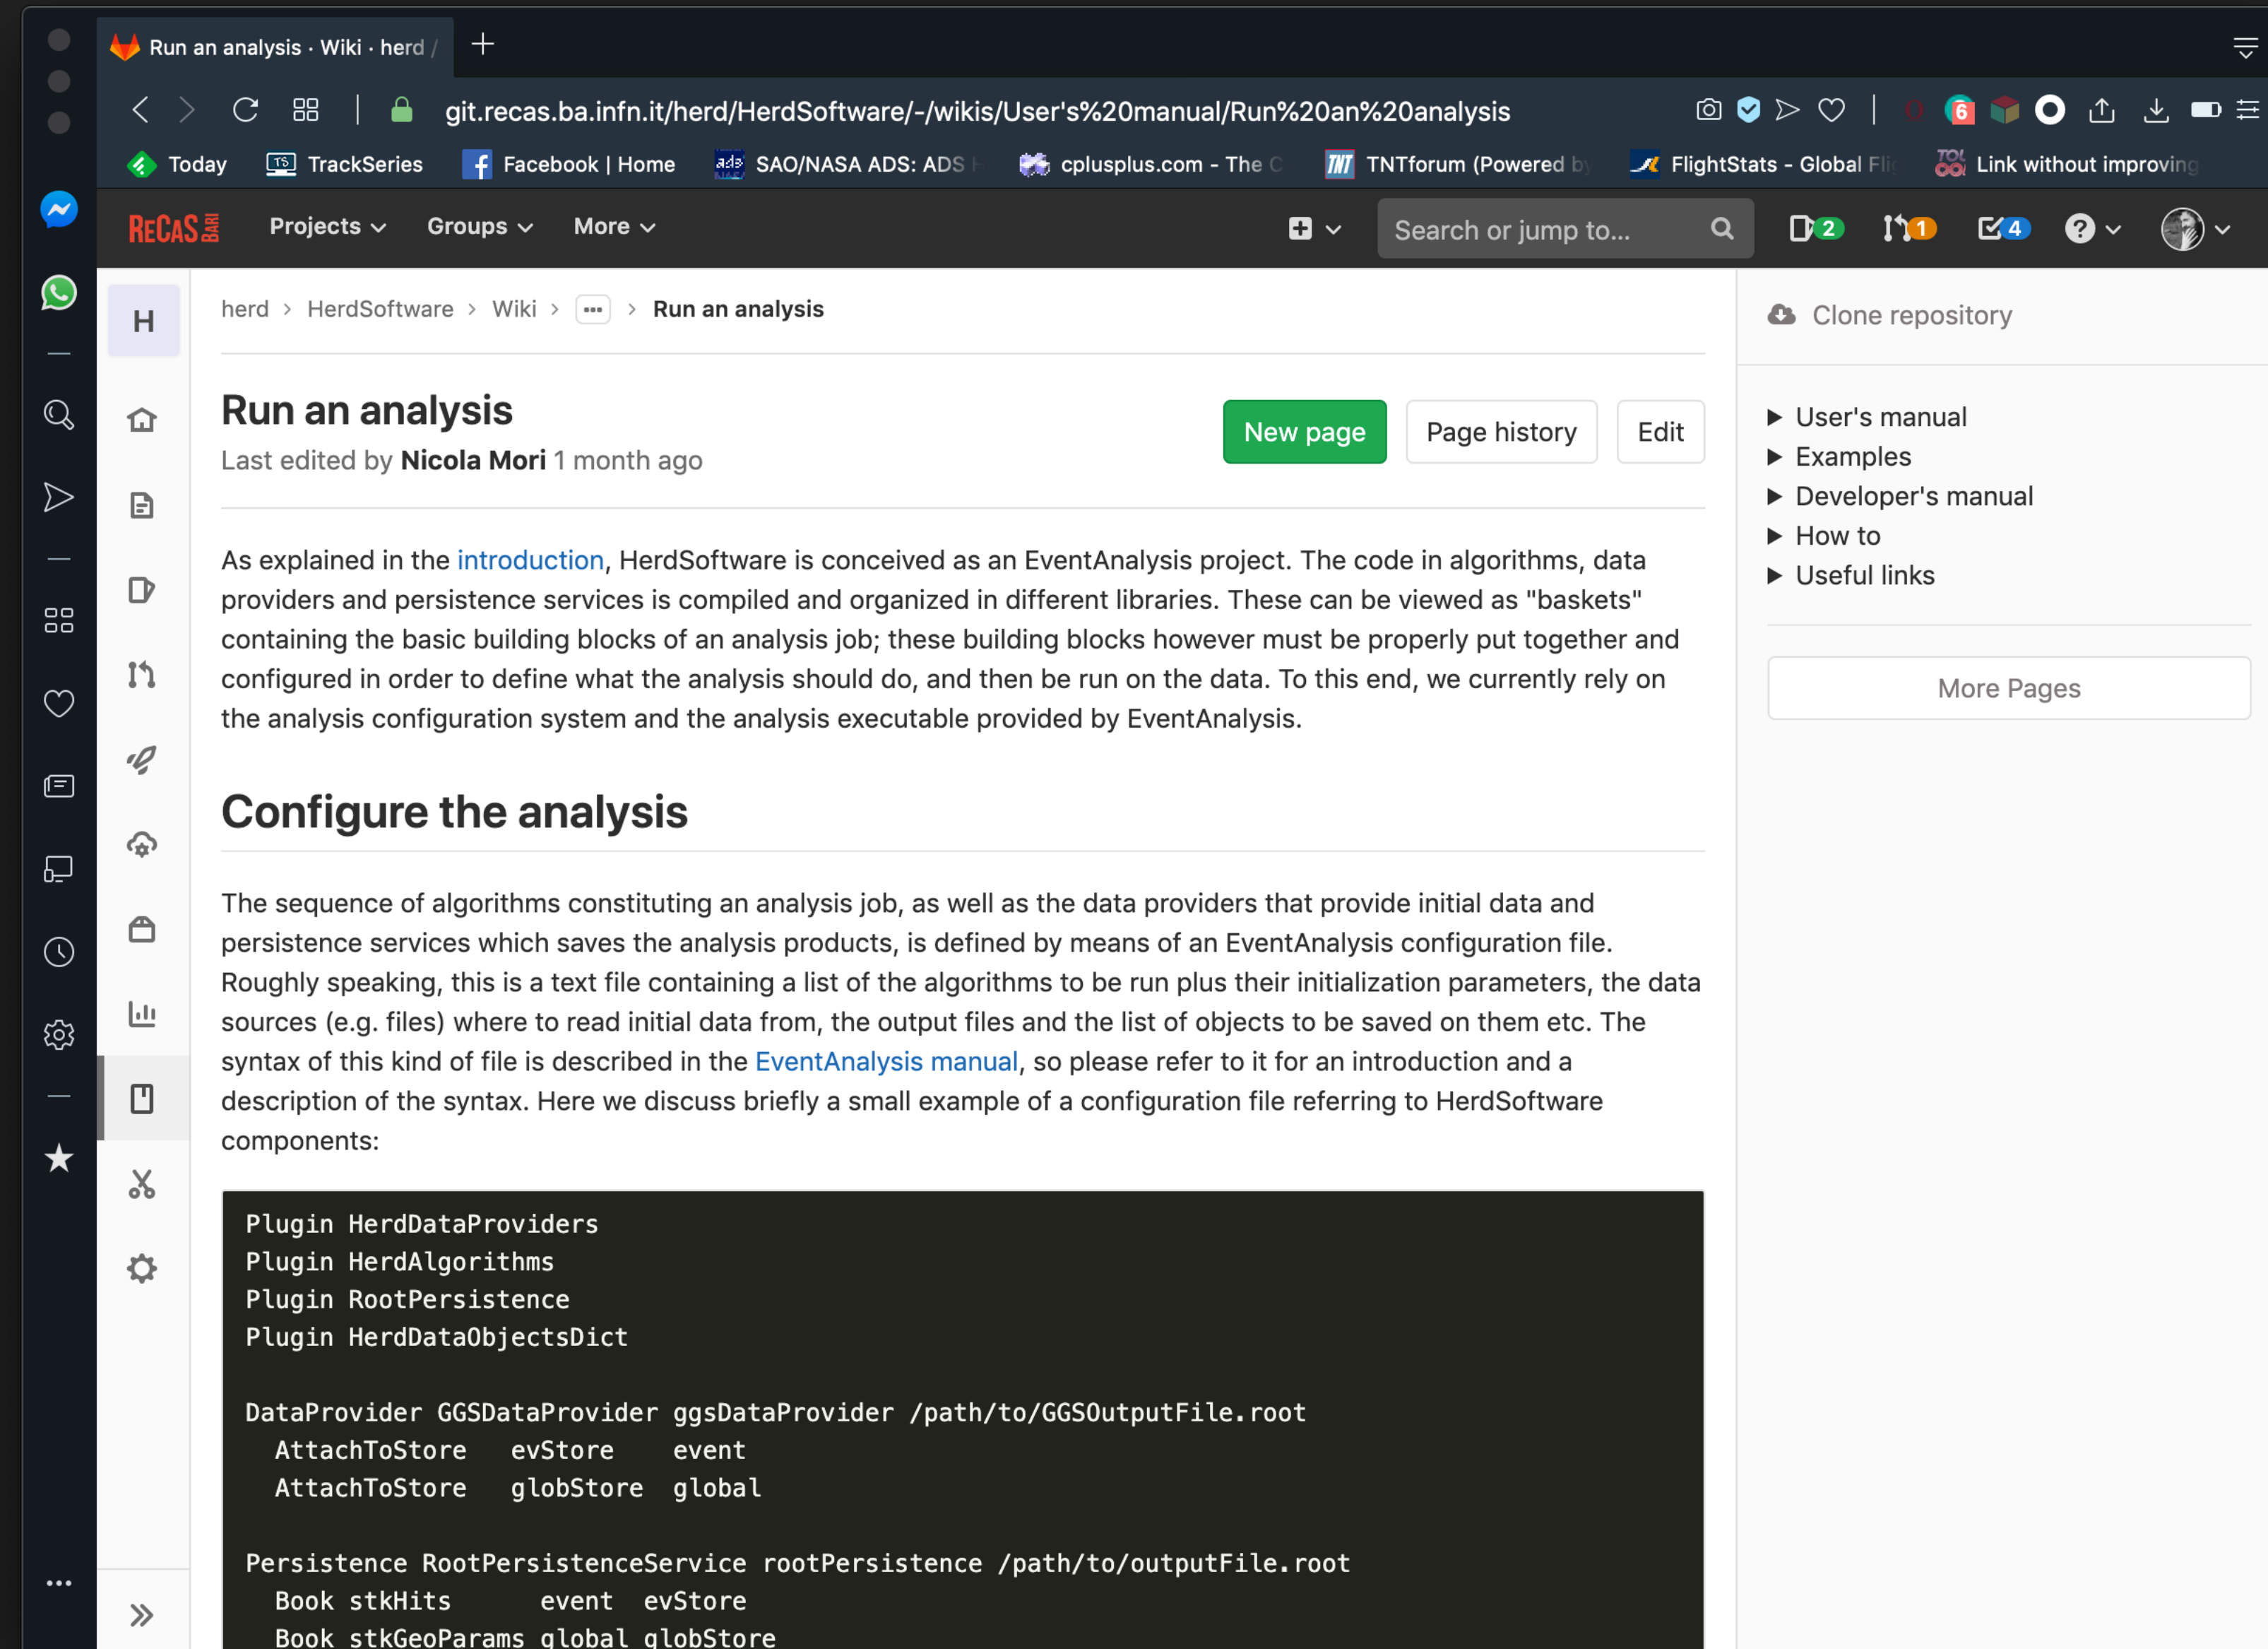 Run an analysis · Wiki · herd /
git.recas.ba.infn.it/herd/HerdSoftware/-/wikis/User's%20manual/Run%20an%20analysis
6
Today
TS TrackSeries
Facebook | Home
ads SAO/NASA ADS: ADS H
cplusplus.com - The C
TNT TNTforum (Powered by
FlightStats - Global Flig
TOOL Link without improving
RECAS BARI
Projects
Groups
More
Search or jump to...
2
1
4
?
H
herd > HerdSoftware > Wiki > ... > Run an analysis
Clone repository
Run an analysis
Last edited by Nicola Mori 1 month ago
New page
Page history
Edit
User's manual
Examples
Developer's manual
How to
Useful links
More Pages
As explained in the introduction, HerdSoftware is conceived as an EventAnalysis project. The code in algorithms, data
providers and persistence services is compiled and organized in different libraries. These can be viewed as "baskets"
containing the basic building blocks of an analysis job; these building blocks however must be properly put together and
configured in order to define what the analysis should do, and then be run on the data. To this end, we currently rely on
the analysis configuration system and the analysis executable provided by EventAnalysis.
Configure the analysis
The sequence of algorithms constituting an analysis job, as well as the data providers that provide initial data and
persistence services which saves the analysis products, is defined by means of an EventAnalysis configuration file.
Roughly speaking, this is a text file containing a list of the algorithms to be run plus their initialization parameters, the data
sources (e.g. files) where to read initial data from, the output files and the list of objects to be saved on them etc. The
syntax of this kind of file is described in the EventAnalysis manual, so please refer to it for an introduction and a
description of the syntax. Here we discuss briefly a small example of a configuration file referring to HerdSoftware
components:
Plugin HerdDataProviders
Plugin HerdAlgorithms
Plugin RootPersistence
Plugin HerdDataObjectsDict
DataProvider GGSDataProvider ggsDataProvider /path/to/GGSOutputFile.root
AttachToStore   evStore    event
AttachToStore   globStore  global
Persistence RootPersistenceService rootPersistence /path/to/outputFile.root
Book stkHits      event  evStore
Book stkGeoParams global globStore